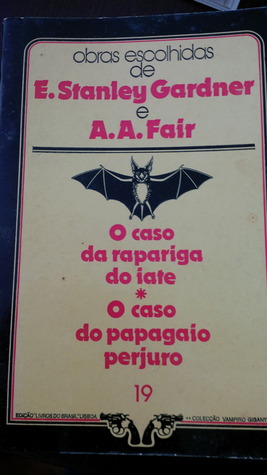 obras escolhidas
de
E. Stanley Gardner
e
A.A. Fair
O caso
da rapariga
do iate
*
O caso
do papagaio
perjuro
19
EDIÇÃO "LIVROS DO BRASIL" LISBOA
COLECÇÃO VAMPIRO GIGANTE